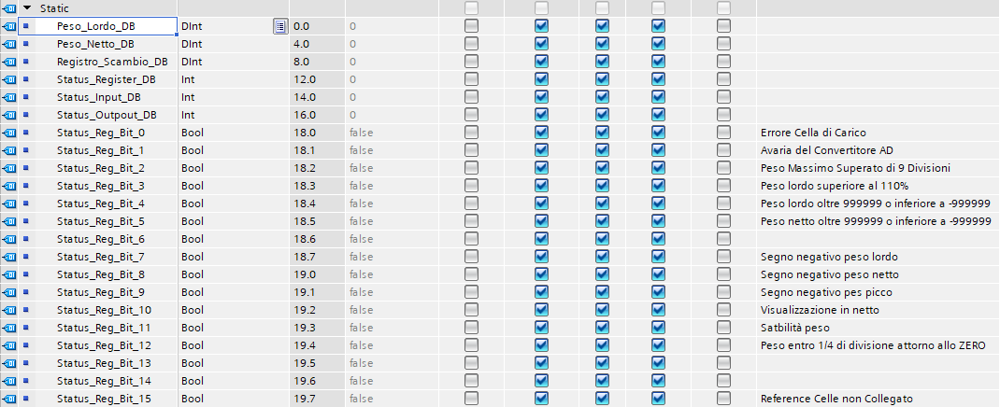 Static
Peso_Lordo_DB DInt 0.0 0
Peso_Netto_DB DInt 4.0 0
Registro_Scambio_DB DInt 8.0 0
Status_Register_DB Int 12.0 0
Status_Input_DB Int 14.0 0
Status_Outpout_DB Int 16.0 0
Status_Reg_Bit_0 Bool 18.0 false Errore Cella di Carico
Status_Reg_Bit_1 Bool 18.1 false Avaria del Convertitore AD
Status_Reg_Bit_2 Bool 18.2 false Peso Massimo Superato di 9 Divisioni
Status_Reg_Bit_3 Bool 18.3 false Peso lordo superiore al 110%
Status_Reg_Bit_4 Bool 18.4 false Peso lordo oltre 999999 o inferiore a -999999
Status_Reg_Bit_5 Bool 18.5 false Peso netto oltre 999999 o inferiore a -999999
Status_Reg_Bit_6 Bool 18.6 false
Status_Reg_Bit_7 Bool 18.7 false Segno negativo peso lordo
Status_Reg_Bit_8 Bool 19.0 false Segno negativo peso netto
Status_Reg_Bit_9 Bool 19.1 false Segno negativo pes picco
Status_Reg_Bit_10 Bool 19.2 false Visualizzazione in netto
Status_Reg_Bit_11 Bool 19.3 false Satbilità peso
Status_Reg_Bit_12 Bool 19.4 false Peso entro 1/4 di divisione attorno allo ZERO
Status_Reg_Bit_13 Bool 19.5 false
Status_Reg_Bit_14 Bool 19.6 false
Status_Reg_Bit_15 Bool 19.7 false Reference Celle non Collegato